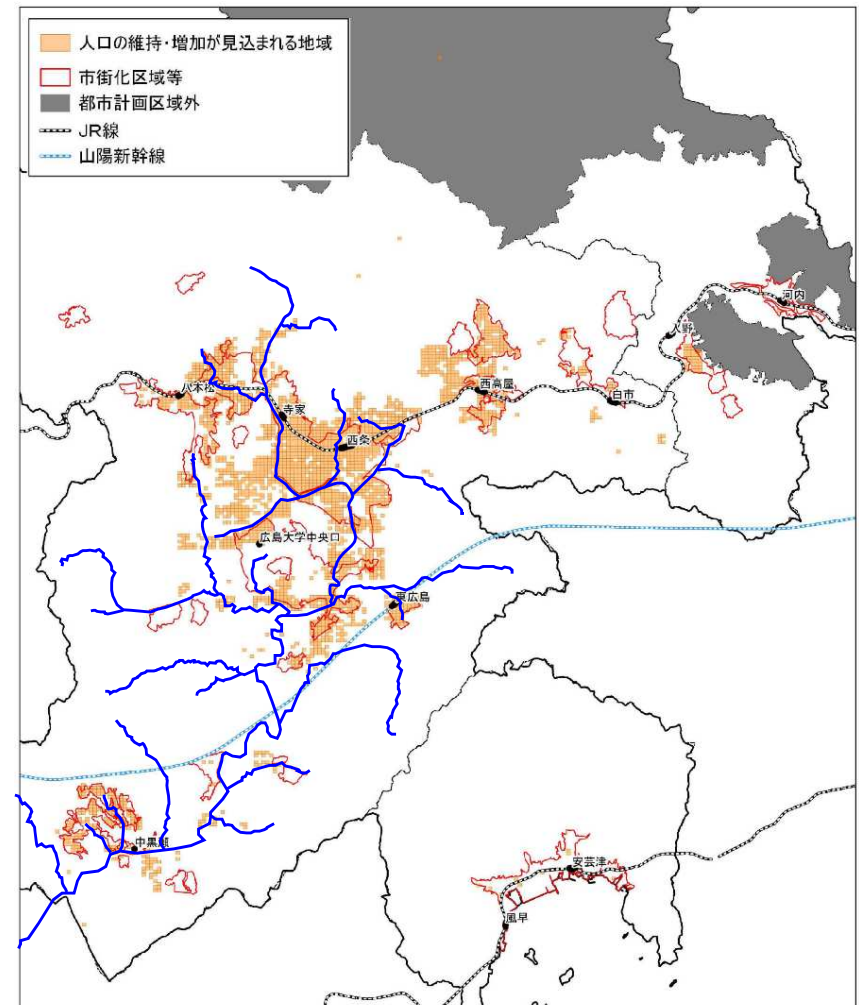 人口の維持・増加が見込まれる地域
市街化区域等
都市計画区域外
JR線
山陽新幹線
河内
入野
西高屋
白市
八本松
寺家
西条
広島大学中央口
東広島
中黒瀬
安芸津
風早